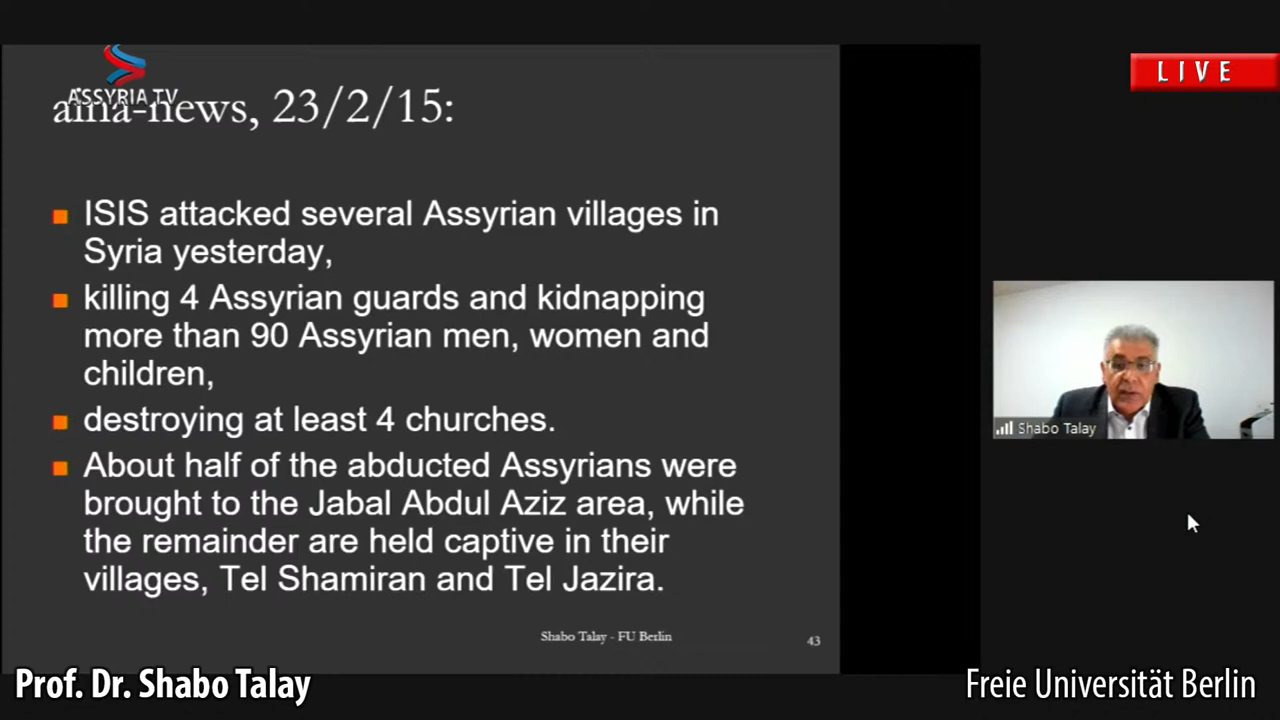 ASSYRIA TV
LIVE
aina-news, 23/2/15:
ISIS attacked several Assyrian villages in
Syria yesterday,
killing 4 Assyrian guards and kidnapping
more than 90 Assyrian men, women and
children,
destroying at least 4 churches.
About half of the abducted Assyrians were
brought to the Jabal Abdul Aziz area, while
the remainder are held captive in their
villages, Tel Shamiran and Tel Jazira.
Shabo Talay - FU Berlin
43
Shabo Talay
Prof. Dr. Shabo Talay
Freie Universität Berlin